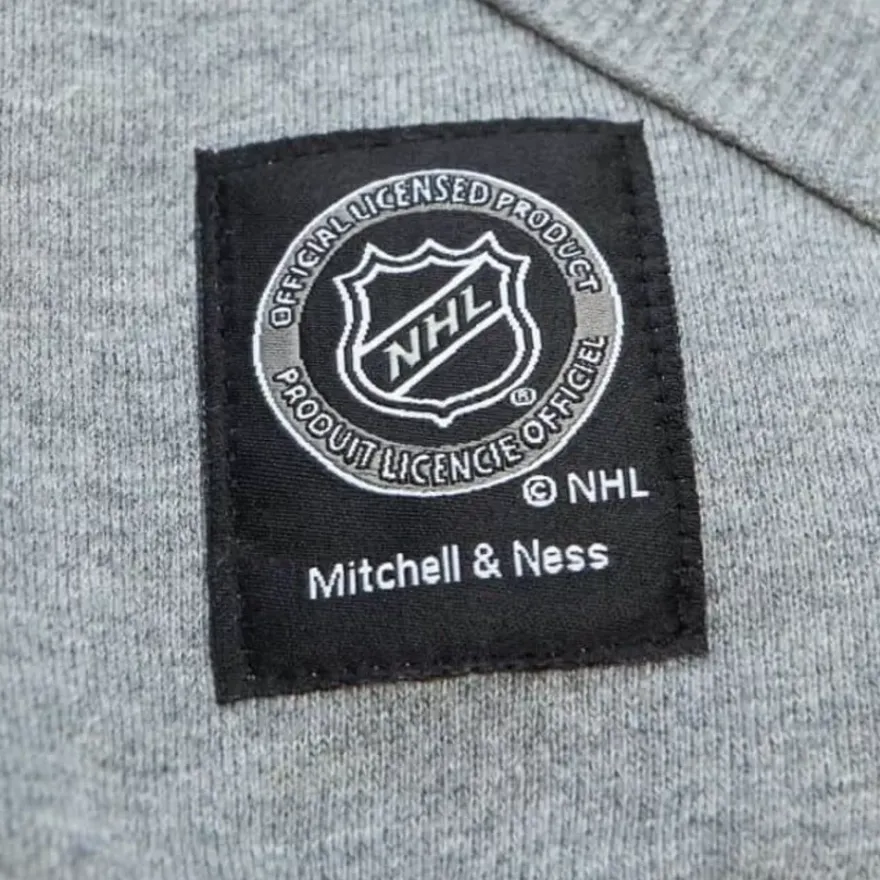 OFFICIAL LICENSED PRODUCT
NHL
®
PRODUIT LICENCIE OFFICIEL
© NHL
Mitchell & Ness